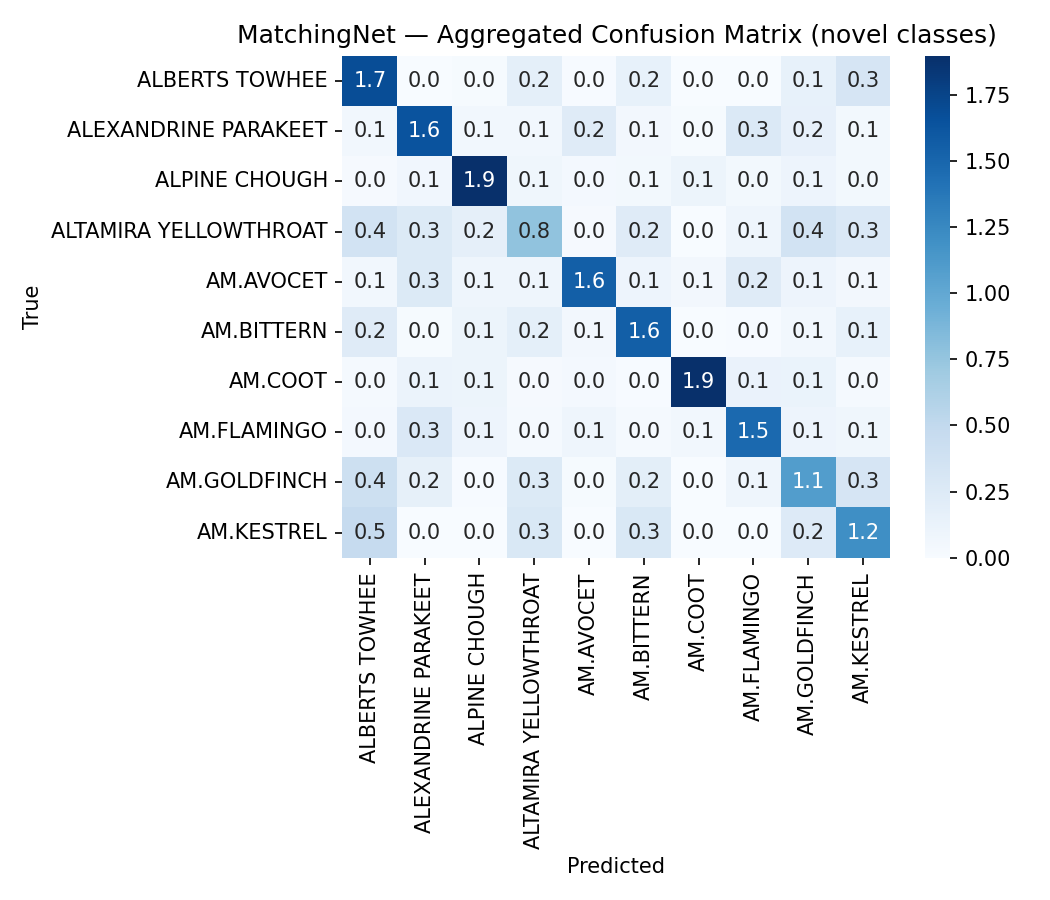 MatchingNet — Aggregated Confusion Matrix (novel classes)
ALBERTS TOWHEE 1.7 0.0 0.0 0.2 0.0 0.2 0.0 0.0 0.1 0.3
ALEXANDRINE PARAKEET 0.1 1.6 0.1 0.1 0.2 0.1 0.0 0.3 0.2 0.1
ALPINE CHOUGH 0.0 0.1 1.9 0.1 0.0 0.1 0.1 0.0 0.1 0.0
ALTAMIRA YELLOWTHROAT 0.4 0.3 0.2 0.8 0.0 0.2 0.0 0.1 0.4 0.3
AM.AVOCET 0.1 0.3 0.1 0.1 1.6 0.1 0.1 0.2 0.1 0.1
AM.BITTERN 0.2 0.0 0.1 0.2 0.1 1.6 0.0 0.0 0.1 0.1
AM.COOT 0.0 0.1 0.1 0.0 0.0 0.0 1.9 0.1 0.1 0.0
AM.FLAMINGO 0.0 0.3 0.1 0.0 0.1 0.0 0.1 1.5 0.1 0.1
AM.GOLDFINCH 0.4 0.2 0.0 0.3 0.0 0.2 0.0 0.1 1.1 0.3
AM.KESTREL 0.5 0.0 0.0 0.3 0.0 0.3 0.0 0.0 0.2 1.2
True
ALBERTS TOWHEE
ALEXANDRINE PARAKEET
ALPINE CHOUGH
ALTAMIRA YELLOWTHROAT
AM.AVOCET
AM.BITTERN
AM.COOT
AM.FLAMINGO
AM.GOLDFINCH
AM.KESTREL
Predicted
1.75
1.50
1.25
1.00
0.75
0.50
0.25
0.00